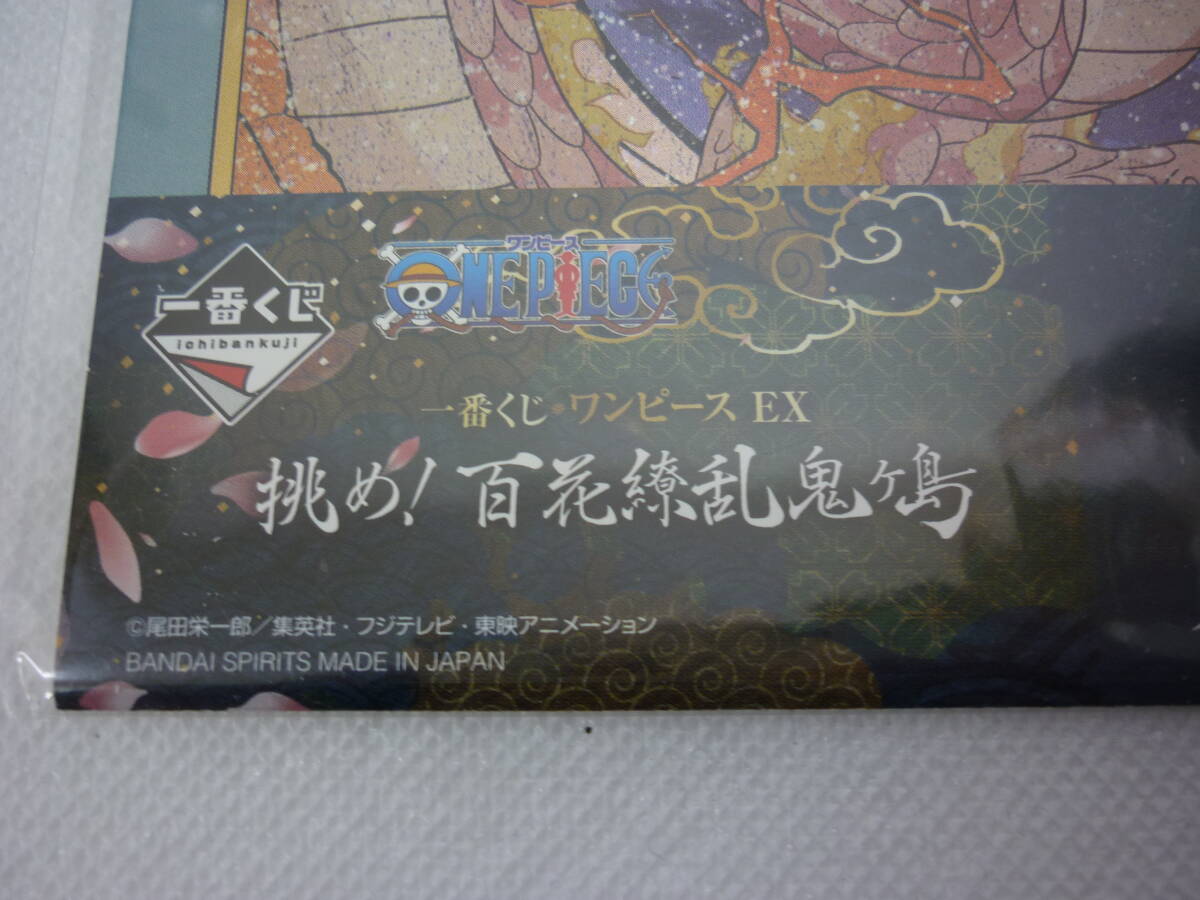 ワンピース
ONE PIECE
一番くじ
ichibankuji
一番くじ ワンピース EX
挑め! 百花繚乱鬼ヶ島
©尾田栄一郎/集英社・フジテレビ・東映アニメーション
BANDAI SPIRITS MADE IN JAPAN